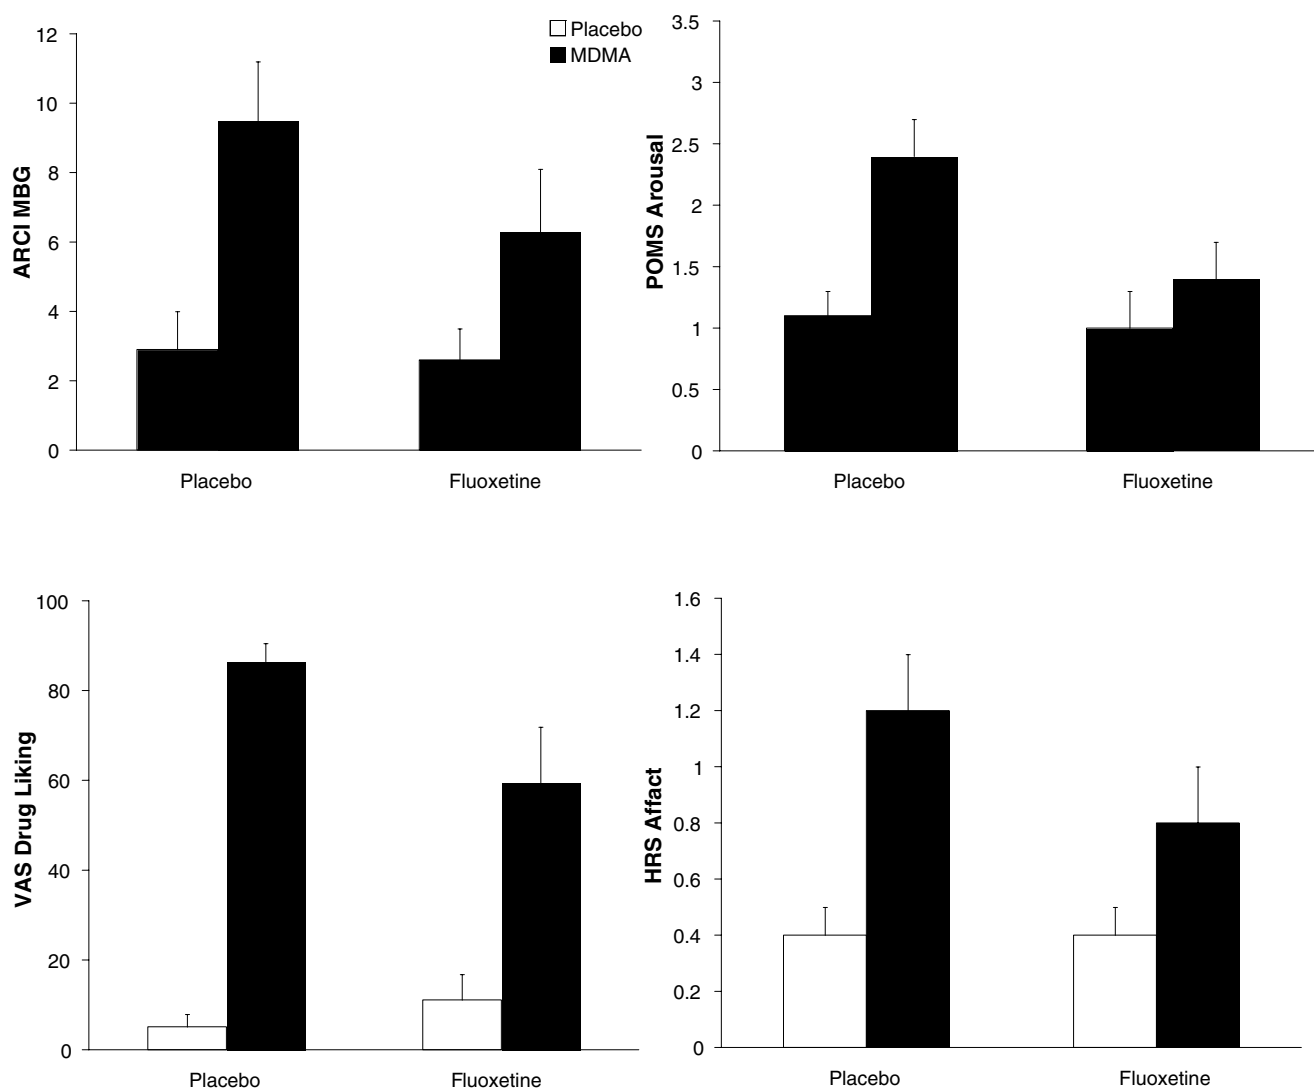 Placebo
MDMA
ARCI MBG
12
10
8
6
4
2
0
Placebo
Fluoxetine
POMS Arousal
3.5
3
2.5
2
1.5
1
0.5
0
Placebo
Fluoxetine
VAS Drug Liking
100
80
60
40
20
0
Placebo
Fluoxetine
HRS Affact
1.6
1.4
1.2
1
0.8
0.6
0.4
0.2
0
Placebo
Fluoxetine